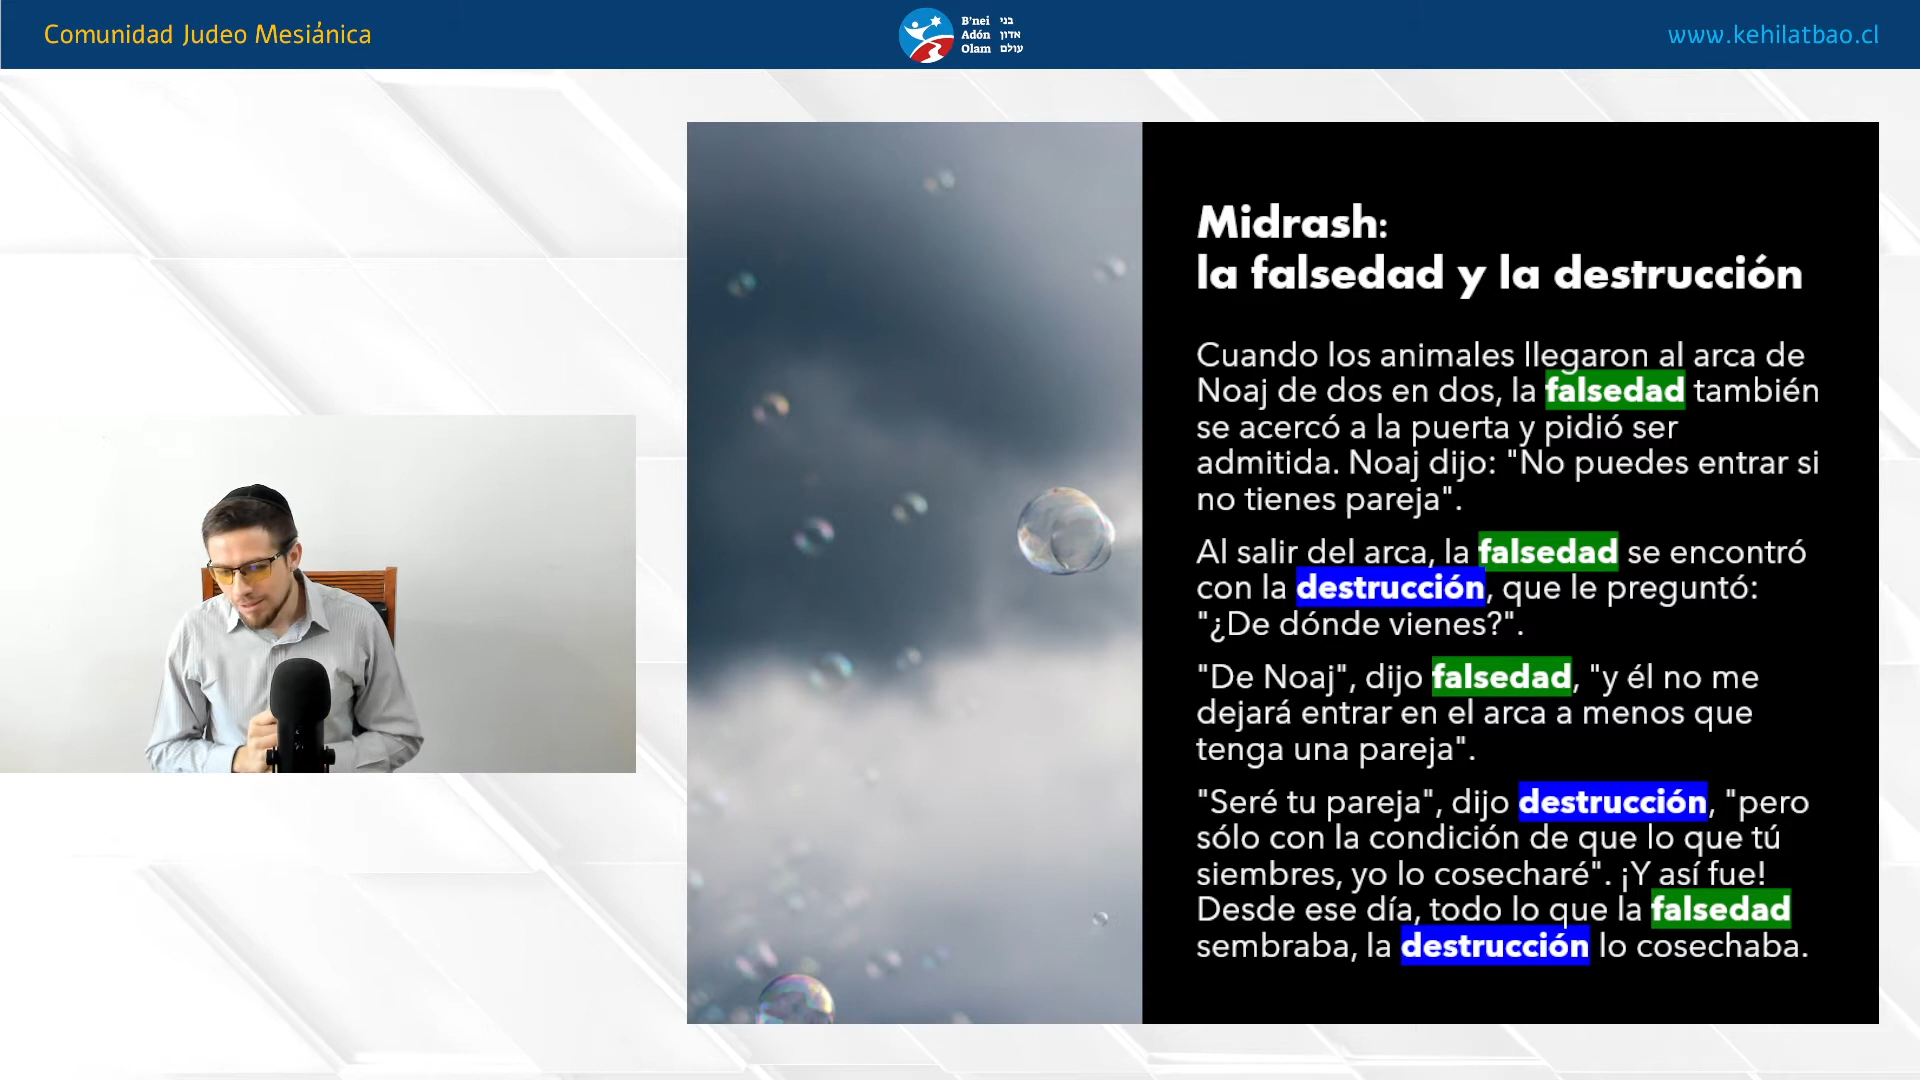 Comunidad Judeo Mesiánica
B'nei בני
Adón אדון
Olam עולם
www.kehilatbao.cl
Midrash:
la falsedad y la destrucción
Cuando los animales llegaron al arca de
Noaj de dos en dos, la falsedad también
se acercó a la puerta y pidió ser
admitida. Noaj dijo: "No puedes entrar si
no tienes pareja".
Al salir del arca, la falsedad se encontró
con la destrucción, que le preguntó:
"¿De dónde vienes?".
"De Noaj", dijo falsedad, "y él no me
dejará entrar en el arca a menos que
tenga una pareja".
"Seré tu pareja", dijo destrucción, "pero
sólo con la condición de que lo que tú
siembres, yo lo cosecharé". ¡Y así fue!
Desde ese día, todo lo que la falsedad
sembraba, la destrucción lo cosechaba.